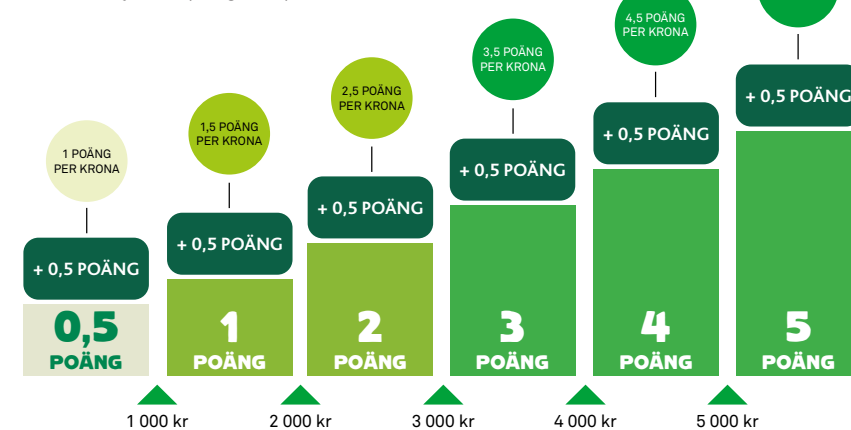 4,5 POÄNG
PER KRONA
3,5 POÄNG
PER KRONA
2,5 POÄNG
PER KRONA
1,5 POÄNG
PER KRONA
1 POÄNG
PER KRONA
+ 0,5 POÄNG
+ 0,5 POÄNG
+ 0,5 POÄNG
+ 0,5 POÄNG
+ 0,5 POÄNG
+ 0,5 POÄNG
0,5
POÄNG
1
POÄNG
2
POÄNG
3
POÄNG
4
POÄNG
5
POÄNG
1 000 kr
2 000 kr
3 000 kr
4 000 kr
5 000 kr